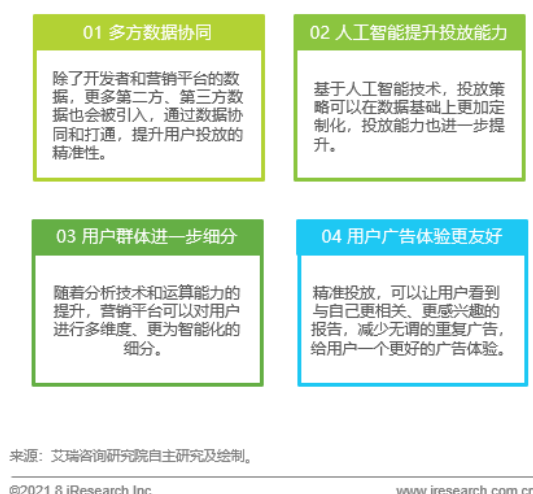 01 多方数据协同
除了开发者和营销平台的数
据，更多第二方、第三方数
据也会被引入，通过数据协
同和打通，提升用户投放的
精准性。
02 人工智能提升投放能力
基于人工智能技术，投放策
略可以在数据基础上更加定
制化，投放能力也进一步提
升。
03 用户群体进一步细分
随着分析技术和运算能力的
提升，营销平台可以对用户
进行多维度、更为智能化的
细分。
04 用户广告体验更友好
精准投放，可以让用户看到
与自己更相关、更感兴趣的
报告，减少无谓的重复广告，
给用户一个更好的广告体验。
来源：艾瑞咨询研究院自主研究及绘制。
©2021.8 iResearch Inc
www.iresearch.com.cn